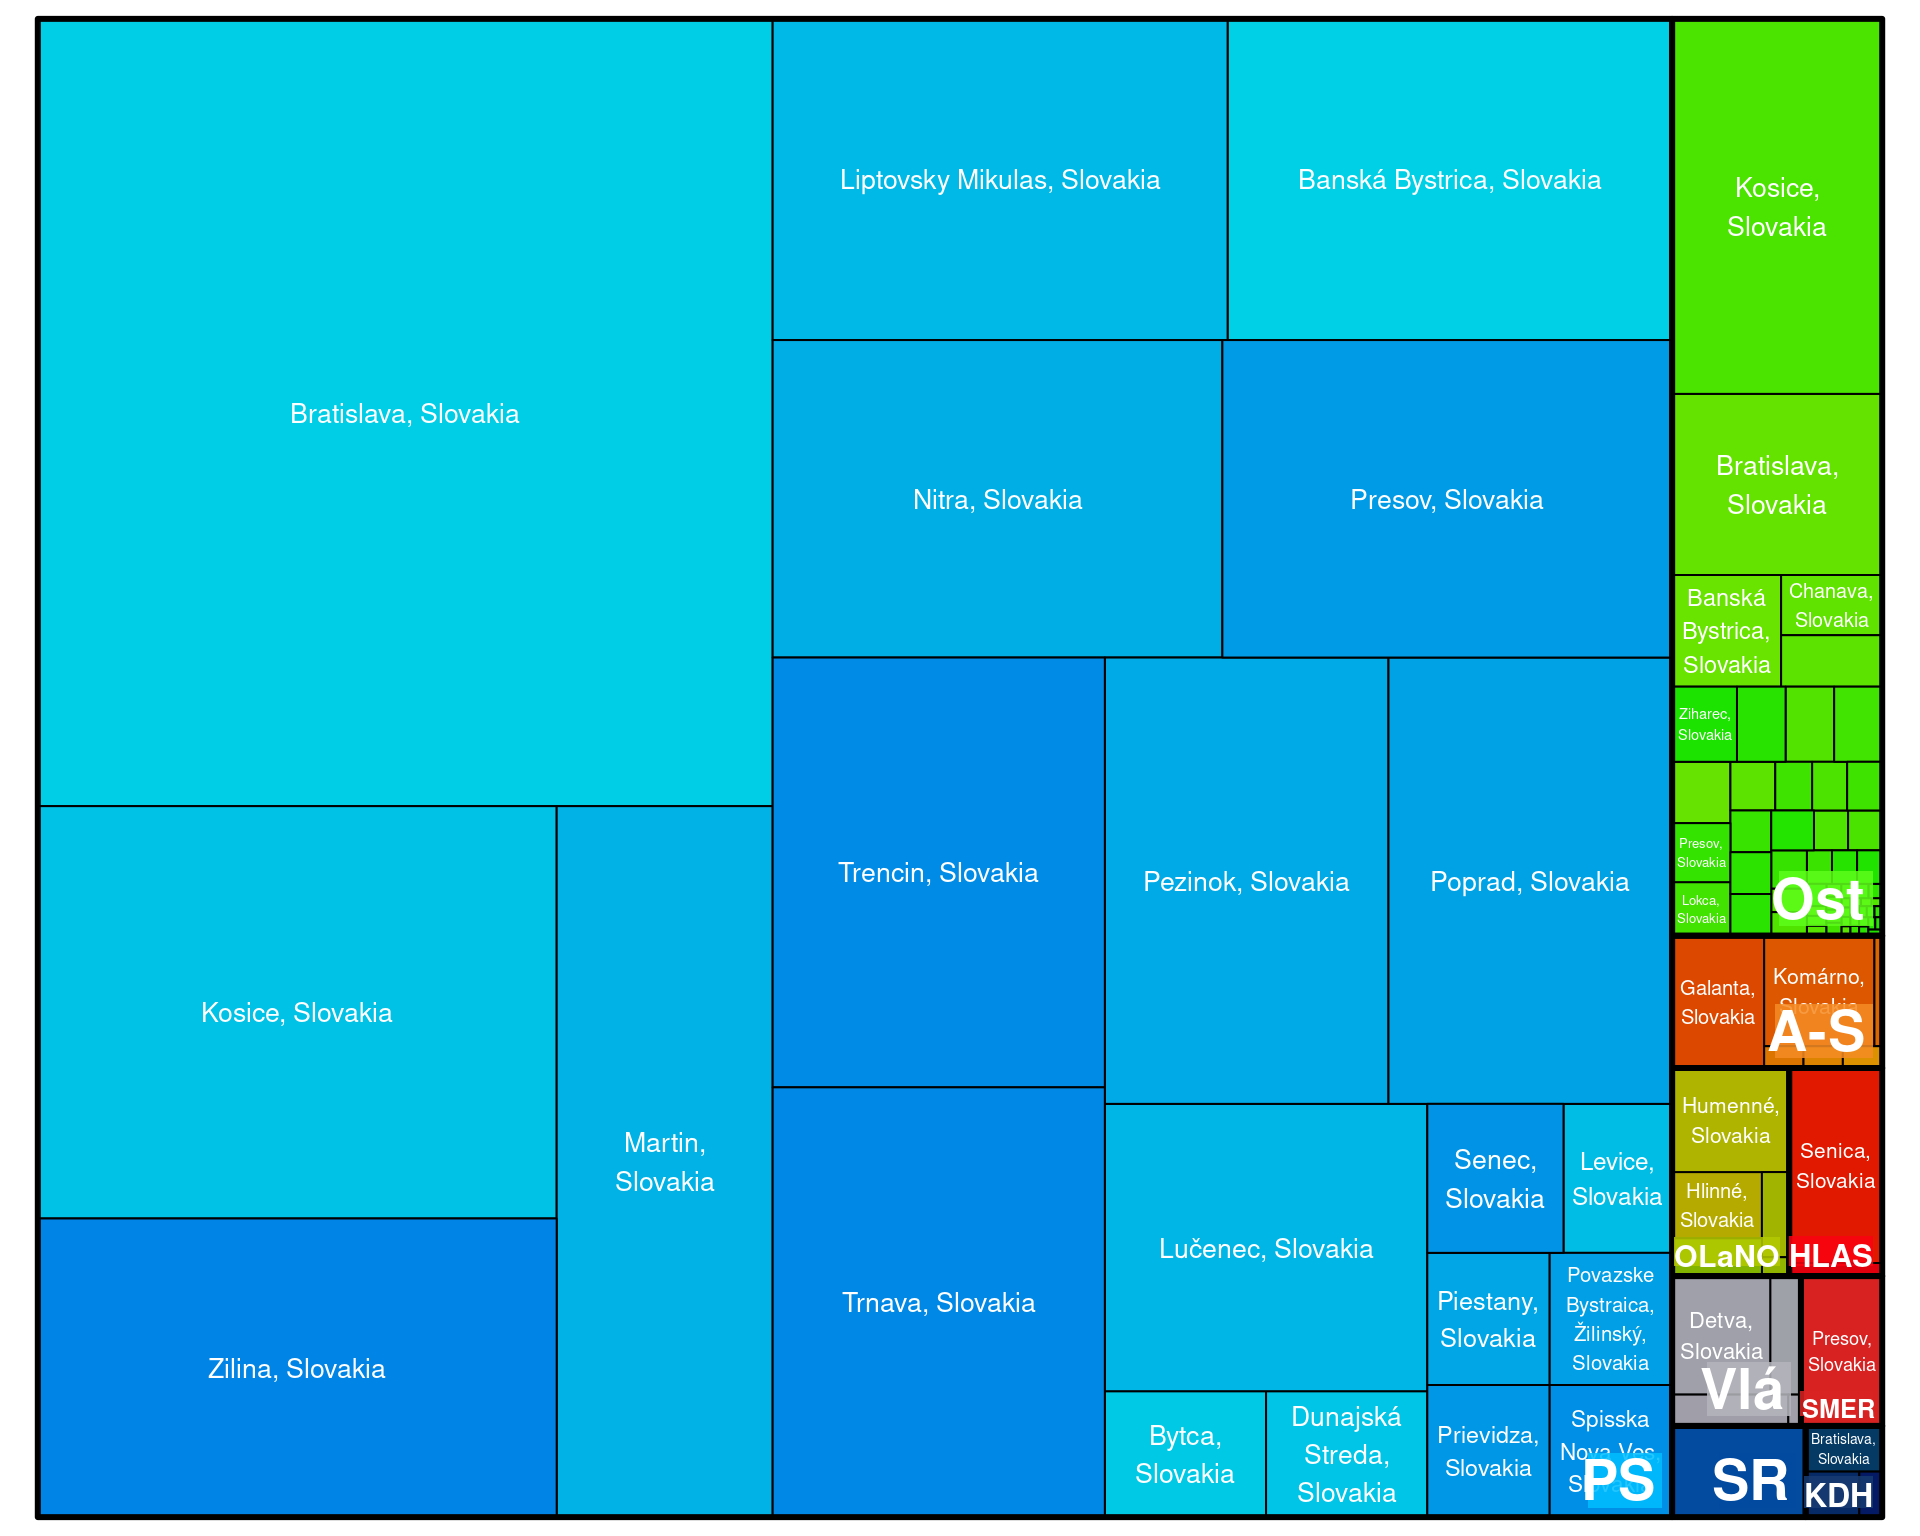 Bratislava, Slovakia
Liptovsky Mikulas, Slovakia
Banská Bystrica, Slovakia
Nitra, Slovakia
Presov, Slovakia
Kosice, Slovakia
Zilina, Slovakia
Martin,
Slovakia
Trencin, Slovakia
Trnava, Slovakia
Pezinok, Slovakia
Poprad, Slovakia
Lučenec, Slovakia
Bytca,
Slovakia
Dunajská
Streda,
Slovakia
Senec,
Slovakia
Levice,
Slovakia
Piestany,
Slovakia
Povazske
Bystraica,
Žilinský,
Slovakia
Prievidza,
Slovakia
Spisska
Nova Ves,
Slovakia
PS
Kosice,
Slovakia
Bratislava,
Slovakia
Banská
Bystrica,
Slovakia
Chanava,
Slovakia
Ziharec,
Slovakia
Presov,
Slovakia
Lokca,
Slovakia
Ost
Galanta,
Slovakia
Komárno,
Slovakia
A-S
Humenné,
Slovakia
Hlinné,
Slovakia
OLaNO
Senica,
Slovakia
HLAS
Detva,
Slovakia
Vlá
Presov,
Slovakia
SMER
SR
Bratislava,
Slovakia
KDH